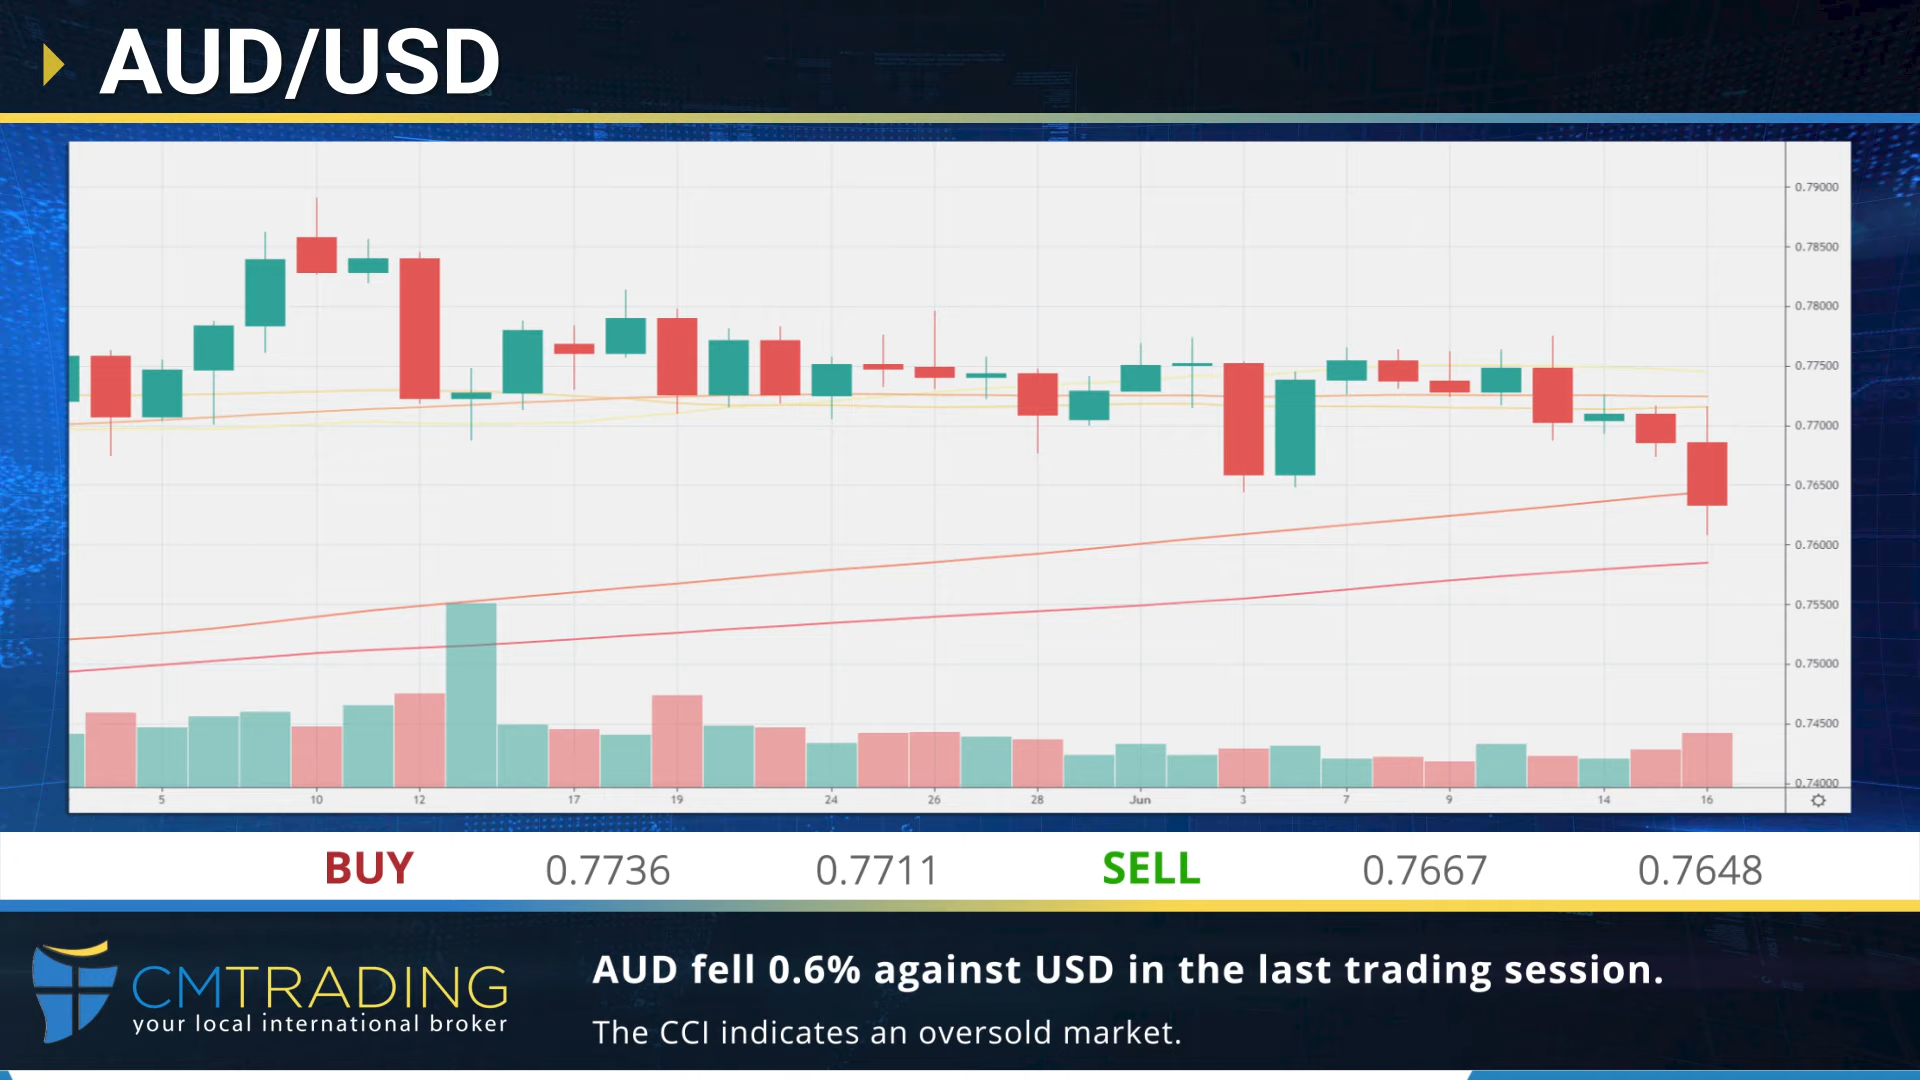 AUD/USD
0.79000
0.78500
0.78000
0.77500
0.77000
0.76500
0.76000
0.75500
0.75000
0.74500
0.74000
5 10 12 17 19 24 26 28 Jun 3 7 9 14 16
BUY 0.7736 0.7711 SELL 0.7667 0.7648
CMTRADING
your local international broker
AUD fell 0.6% against USD in the last trading session.
The CCI indicates an oversold market.